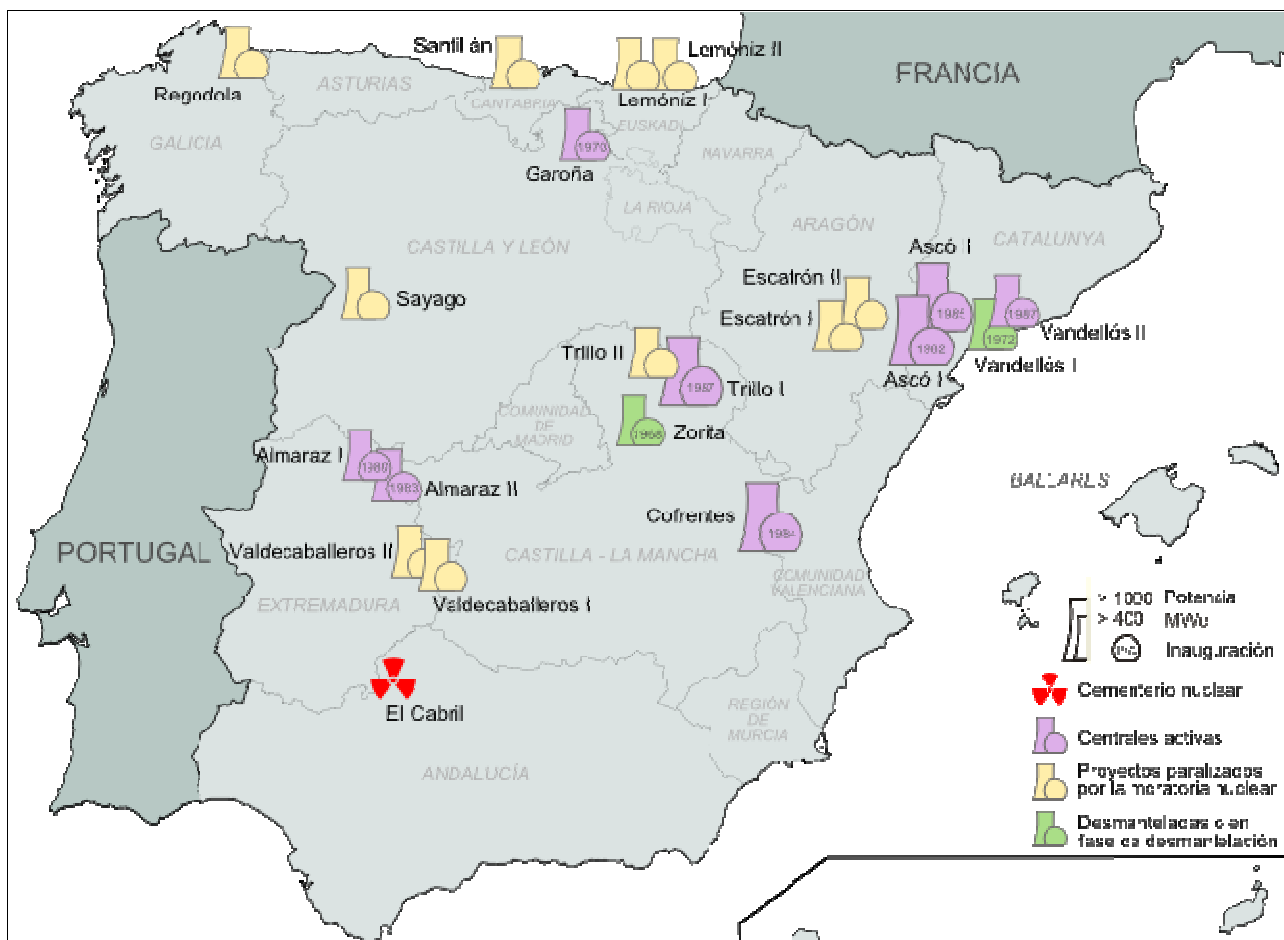 FRANCIA
Santillán
Lemóniz II
Regodola
ASTURIAS
CANTABRIA
Lemóniz I
EUSKADI
GALICIA
1970
NAVARRA
Garoña
LA RIOJA
ARAGÓN
CATALUNYA
CASTILLA Y LEÓN
Ascó II
Escatrón II
Sayago
Escatrón I
1985
1987
Vandellós II
1972
Trillo II
Ascó I
Vandellós I
1987
Trillo I
COMUNIDAD
DE
MADRID
1968
Zorita
Almaraz I
1980
1983
Almaraz II
BALEARES
Cofrentes
1984
PORTUGAL
Valdecaballeros II
CASTILLA - LA MANCHA
COMUNIDAD
VALENCIANA
EXTREMADURA
Valdecaballeros I
> 1000 Potencia
> 400 MWe
Inauguración
Cementerio nuclear
El Cabril
REGIÓN
DE
MURCIA
Centrales activas
ANDALUCÍA
Proyectos paralizados
por la moratoria nuclear
Desmanteladas o en
fase de desmantelación